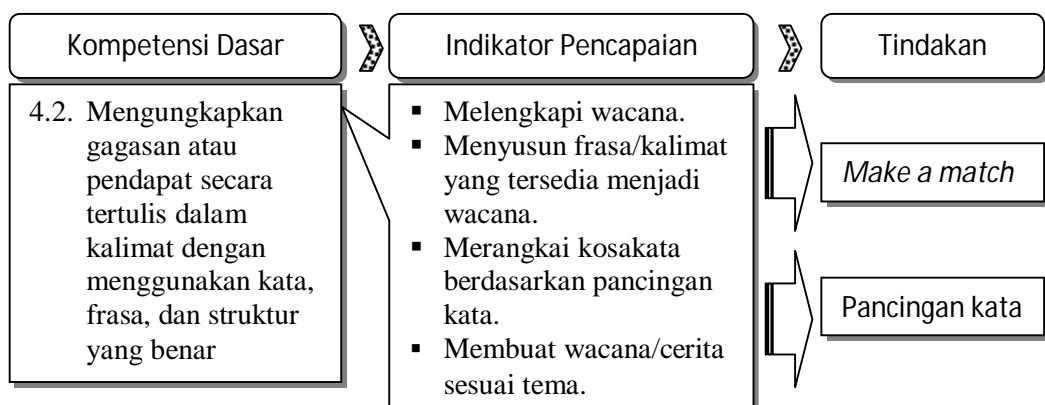 Kompetensi Dasar
Indikator Pencapaian
Tindakan
4.2. Mengungkapkan
gagasan atau
pendapat secara
tertulis dalam
kalimat dengan
menggunakan kata,
frasa, dan struktur
yang benar
▪ Melengkapi wacana.
▪ Menyusun frasa/kalimat
yang tersedia menjadi
wacana.
▪ Merangkai kosakata
berdasarkan pancingan
kata.
▪ Membuat wacana/cerita
sesuai tema.
Make a match
Pancingan kata